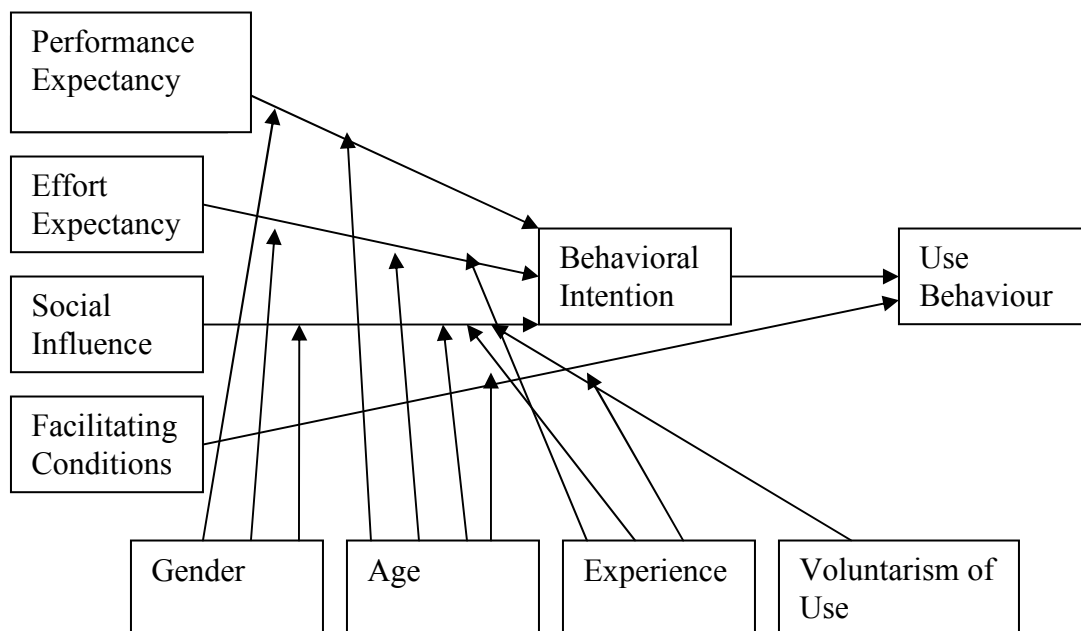 Performance
Expectancy
Effort
Expectancy
Social
Influence
Facilitating
Conditions
Behavioral
Intention
Use
Behaviour
Gender
Age
Experience
Voluntarism of
Use